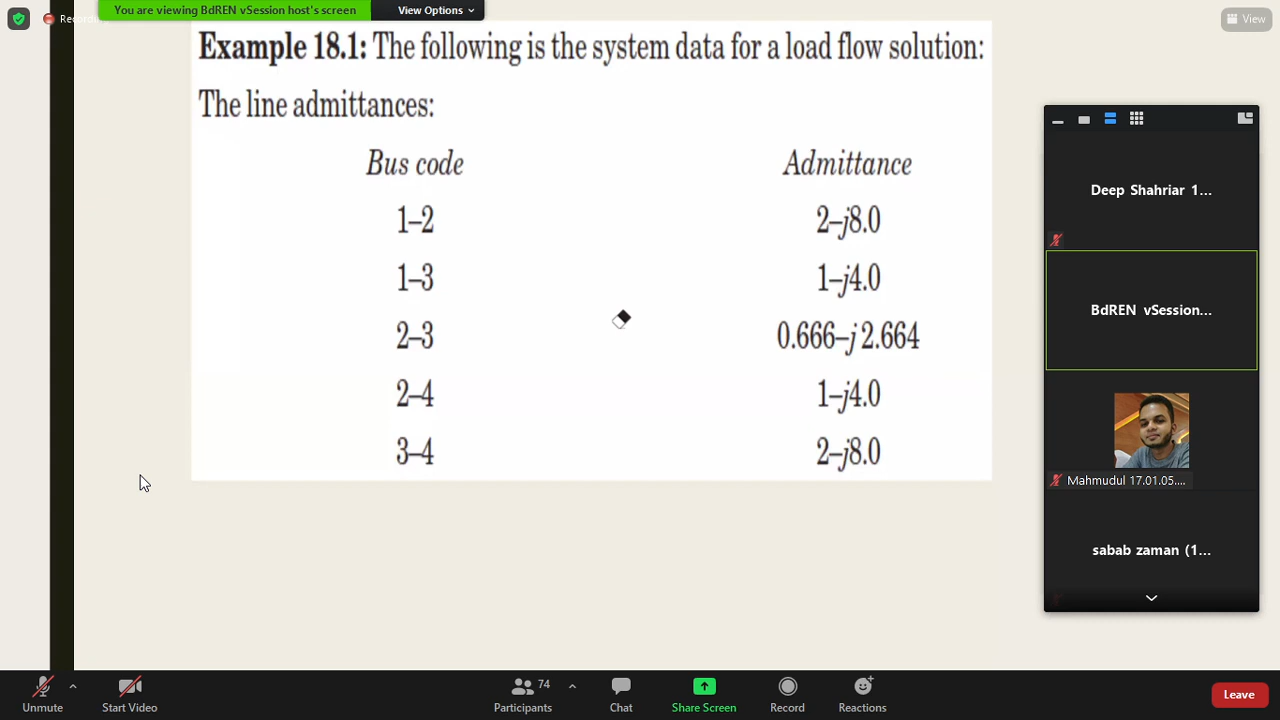 You are viewing BdREN vSession host's screen
View Options
View
Example 18.1: The following is the system data for a load flow solution:
The line admittances:
Bus code Admittance
1–2 2–j8.0
1–3 1–j4.0
2–3 0.666–j 2.664
2–4 1–j4.0
3–4 2–j8.0
Deep Shahriar 1...
BdREN vSession...
Mahmudul 17.01.05....
sabab zaman (1...
Unmute
Start Video
74
Participants
Chat
Share Screen
Record
Reactions
Leave